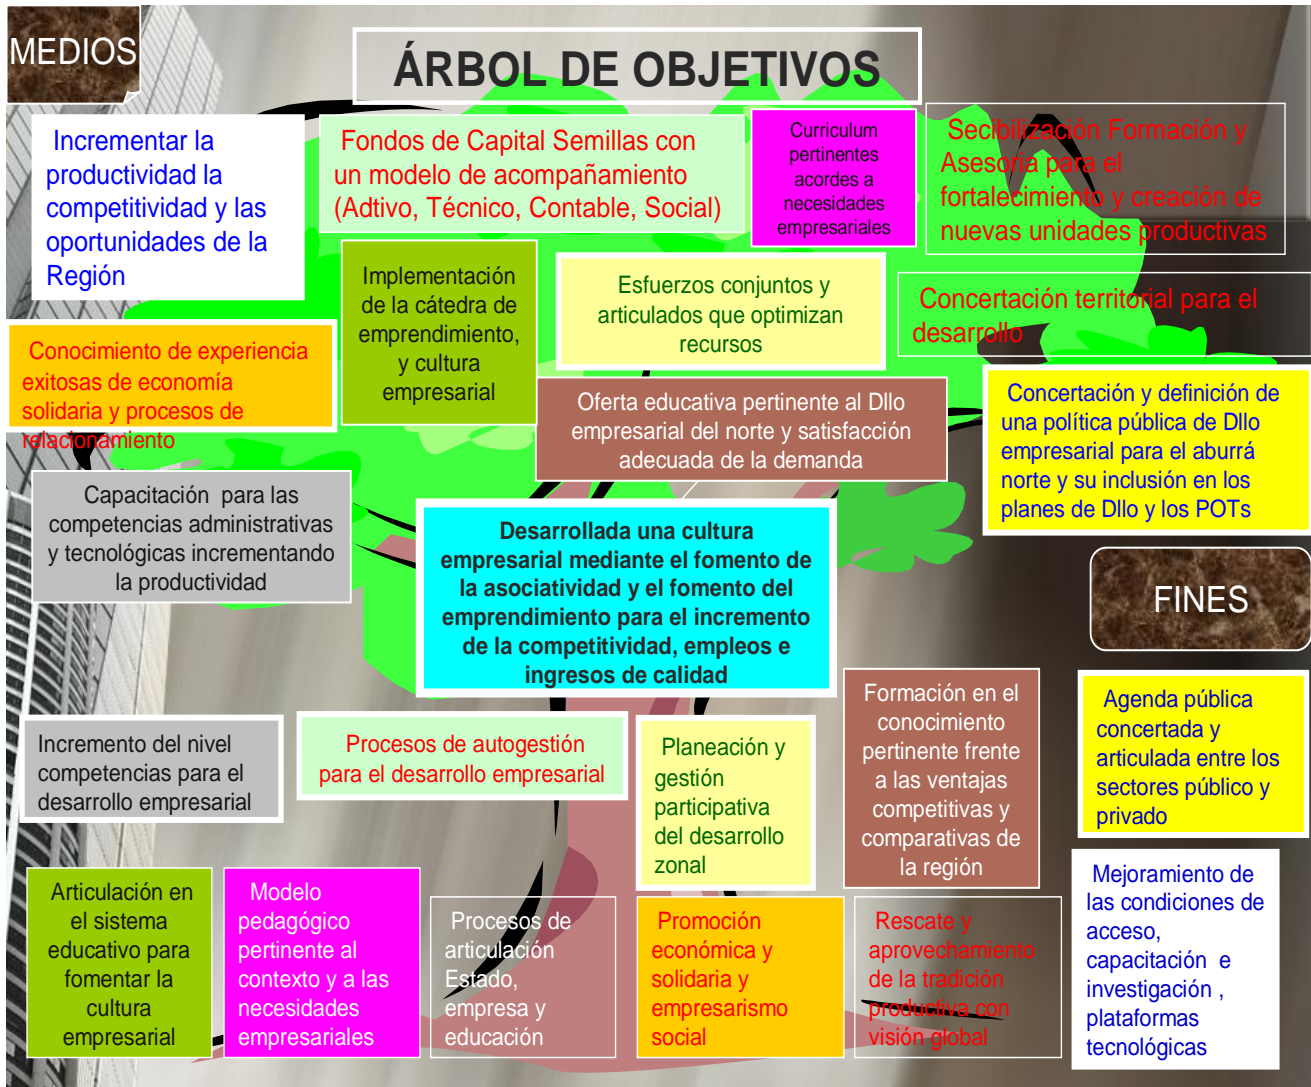 MEDIOS
ÁRBOL DE OBJETIVOS
Incrementar la
productividad la
competitividad y las
oportunidades de la
Región
Fondos de Capital Semillas con
un modelo de acompañamiento
(Adtivo, Técnico, Contable, Social)
Curriculum
pertinentes
acordes a
necesidades
empresariales
Secibilización Formación y
Asesoria para el
fortalecimiento y creación de
nuevas unidades productivas
Implementación
de la cátedra de
emprendimiento,
y cultura
empresarial
Esfuerzos conjuntos y
articulados que optimizan
recursos
Concertación territorial para el
desarrollo
Conocimiento de experiencia
exitosas de economía
solidaria y procesos de
relacionamiento
Oferta educativa pertinente al Dllo
empresarial del norte y satisfacción
adecuada de la demanda
Concertación y definición de
una política pública de Dllo
empresarial para el aburrá
norte y su inclusión en los
planes de Dllo y los POTs
Capacitación para las
competencias administrativas
y tecnológicas incrementando
la productividad
Desarrollada una cultura
empresarial mediante el fomento de
la asociatividad y el fomento del
emprendimiento para el incremento
de la competitividad, empleos e
ingresos de calidad
FINES
Incremento del nivel
competencias para el
desarrollo empresarial
Procesos de autogestión
para el desarrollo empresarial
Planeación y
gestión
participativa
del desarrollo
zonal
Formación en el
conocimiento
pertinente frente
a las ventajas
competitivas y
comparativas de
la región
Agenda pública
concertada y
articulada entre los
sectores público y
privado
Articulación en
el sistema
educativo para
fomentar la
cultura
empresarial
Modelo
pedagógico
pertinente al
contexto y a las
necesidades
empresariales
Procesos de
articulación
Estado,
empresa y
educación
Promoción
económica y
solidaria y
empresarismo
social
Rescate y
aprovechamiento
de la tradición
productiva con
visión global
Mejoramiento de
las condiciones de
acceso,
capacitación e
investigación ,
plataformas
tecnológicas